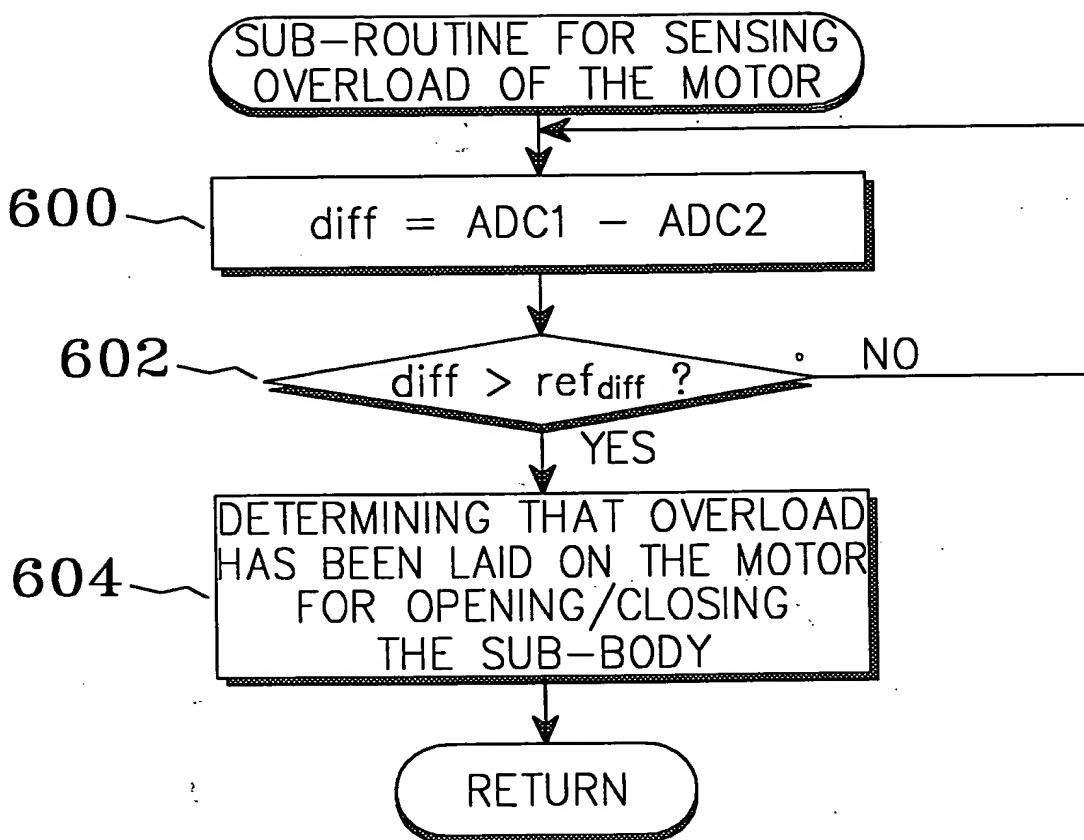 SUB-ROUTINE FOR SENSING
OVERLOAD OF THE MOTOR
600
diff = ADC1 - ADC2
602
diff > refdiff ?
NO
YES
604
DETERMINING THAT OVERLOAD
HAS BEEN LAID ON THE MOTOR
FOR OPENING/CLOSING
THE SUB-BODY
RETURN